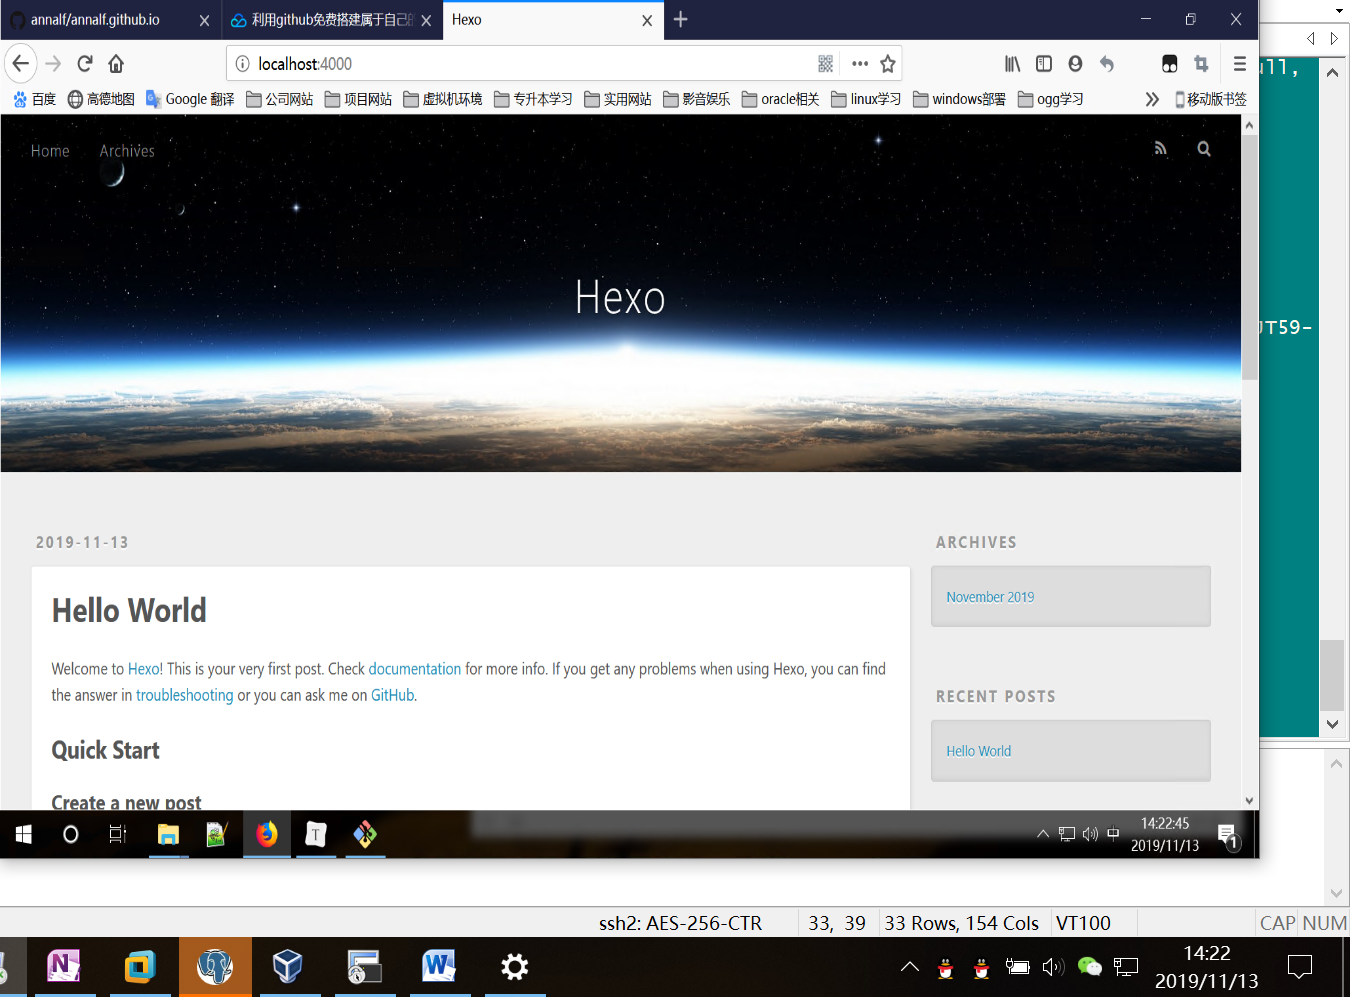 annalf/annalf.github.io
利用github免费搭建属于自己的
Hexo
localhost:4000
百度
高德地图
Google 翻译
公司网站
项目网站
虚拟机环境
专升本学习
实用网站
影音娱乐
oracle相关
linux学习
windows部署
ogg学习
移动版书签
ull,
Home
Archives
Hexo
JT59-
2019-11-13
ARCHIVES
Hello World
November 2019
Welcome to Hexo! This is your very first post. Check documentation for more info. If you get any problems when using Hexo, you can find
the answer in troubleshooting or you can ask me on GitHub.
RECENT POSTS
Quick Start
Hello World
Create a new post
T
中
14:22:45
2019/11/13
1
ssh2: AES-256-CTR
33, 39
33 Rows, 154 Cols
VT100
CAP
NUM
N
W
14:22
2019/11/13